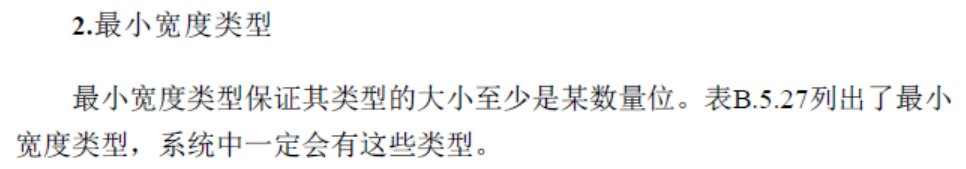 2.最小宽度类型
最小宽度类型保证其类型的大小至少是某数量位。表B.5.27列出了最小
宽度类型，系统中一定会有这些类型。